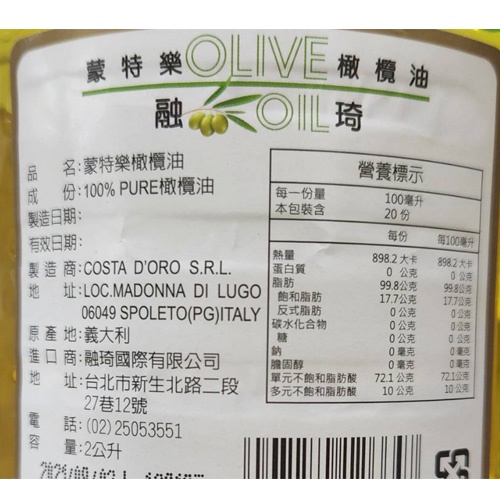 蒙特樂OLIVE橄欖油
融OIL琦
品名:蒙特樂橄欖油
成份:100% PURE橄欖油
製造日期:
有效日期:
製造商:COSTA D'ORO S.R.L.
地址:LOC.MADONNA DI LUGO
06049 SPOLETO(PG)ITALY
原產地:義大利
進口商:融琦國際有限公司
地址:台北市新生北路二段
27巷12號
電話:(02)25053551
容量:2公升
營養標示
每一份量 100毫升
本包裝含 20份
每份 每100毫升
熱量 898.2 大卡 898.2 大卡
蛋白質 0 公克 0 公克
脂肪 99.8公克 99.8公克
飽和脂肪 17.7公克 17.7公克
反式脂肪 0 公克 0 公克
碳水化合物 0 公克 0 公克
糖 0 公克 0 公克
鈉 0 毫克 0 毫克
膽固醇 0 毫克 0 毫克
單元不飽和脂肪酸 72.1 公克 72.1公克
多元不飽和脂肪酸 10 公克 10 公克